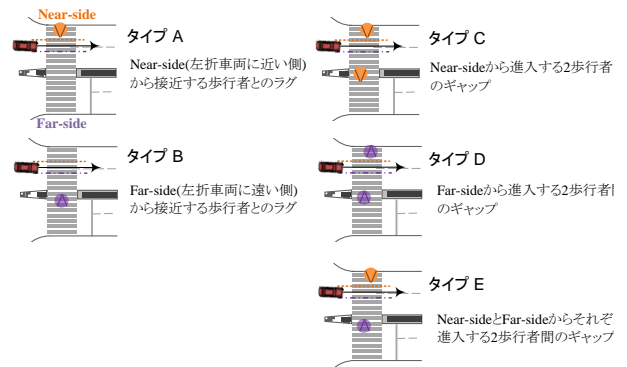 Near-side
タイプ A
Near-side(左折車両に近い側)
から接近する歩行者とのラグ
Far-side
タイプ B
Far-side(左折車両に遠い側)
から接近する歩行者とのラグ
タイプ C
Near-sideから進入する2歩行者
のギャップ
タイプ D
Far-sideから進入する2歩行者
のギャップ
タイプ E
Near-sideとFar-sideからそれぞ
進入する2歩行者間のギャップ